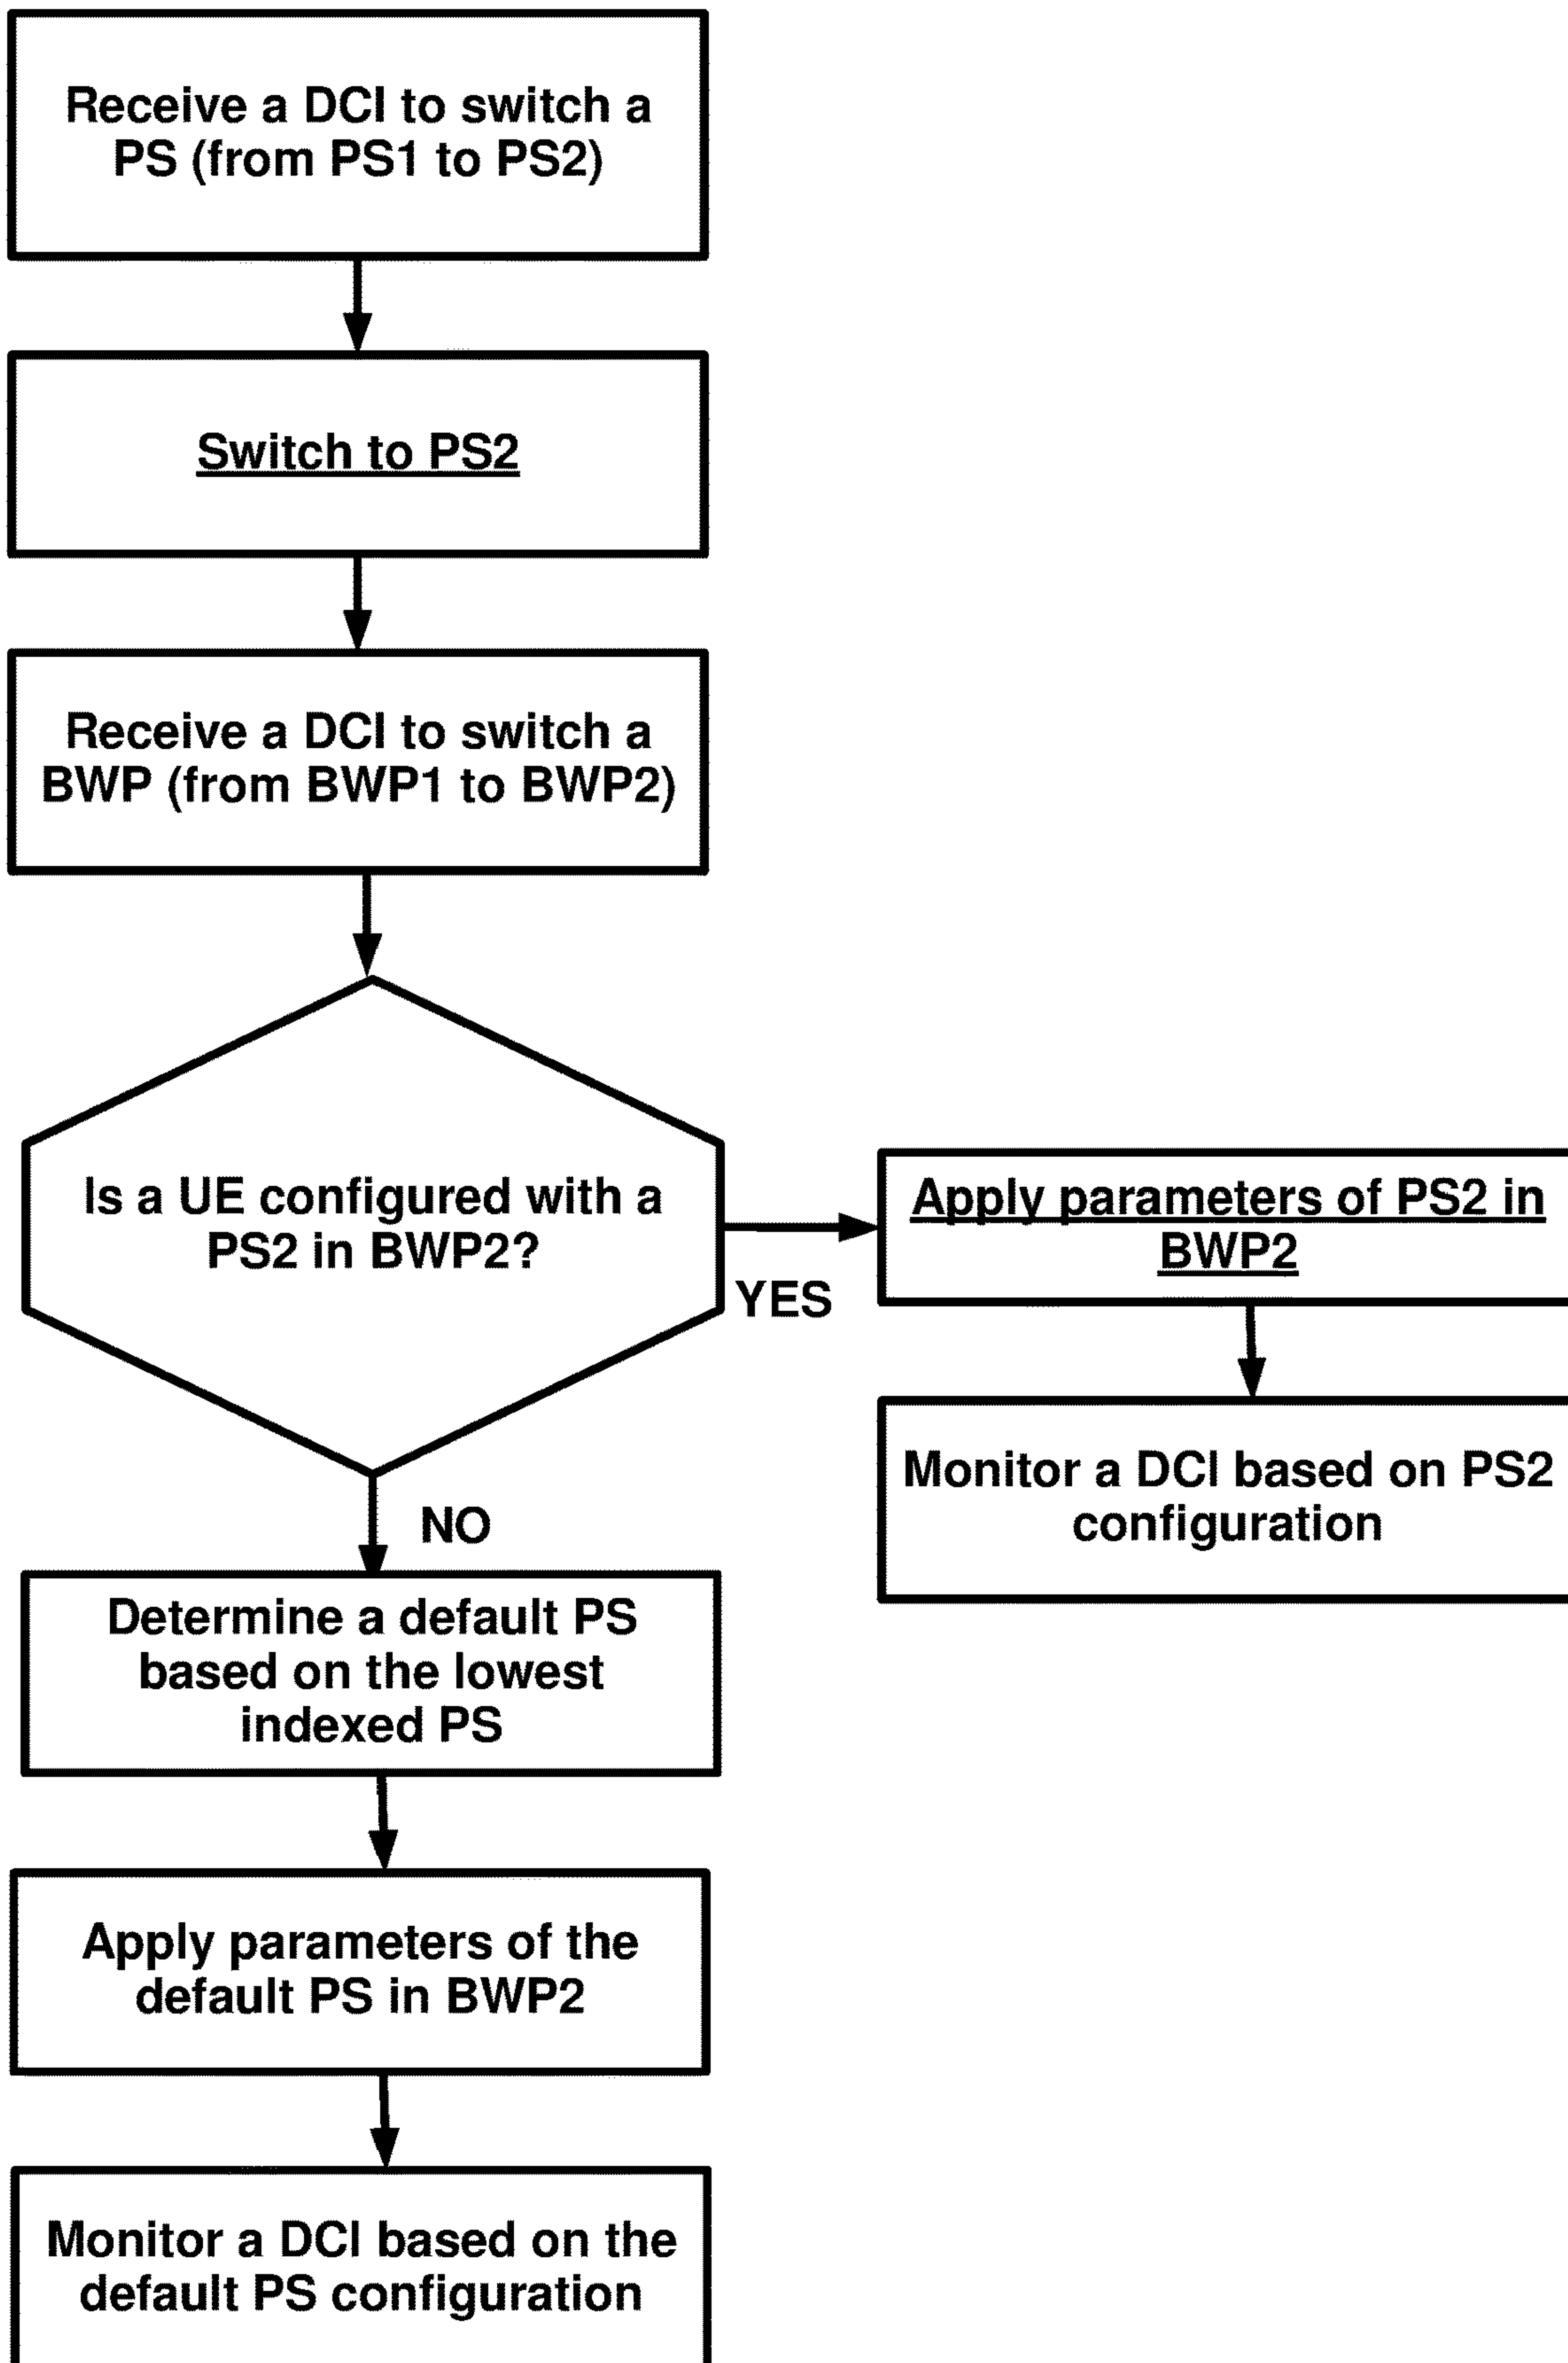 Receive a DCI to switch a
PS (from PS1 to PS2)
Switch to PS2
Receive a DCI to switch a
BWP (from BWP1 to BWP2)
Is a UE configured with a
PS2 in BWP2?
YES
Apply parameters of PS2 in
BWP2
Monitor a DCI based on PS2
configuration
NO
Determine a default PS
based on the lowest
indexed PS
Apply parameters of the
default PS in BWP2
Monitor a DCI based on the
default PS configuration